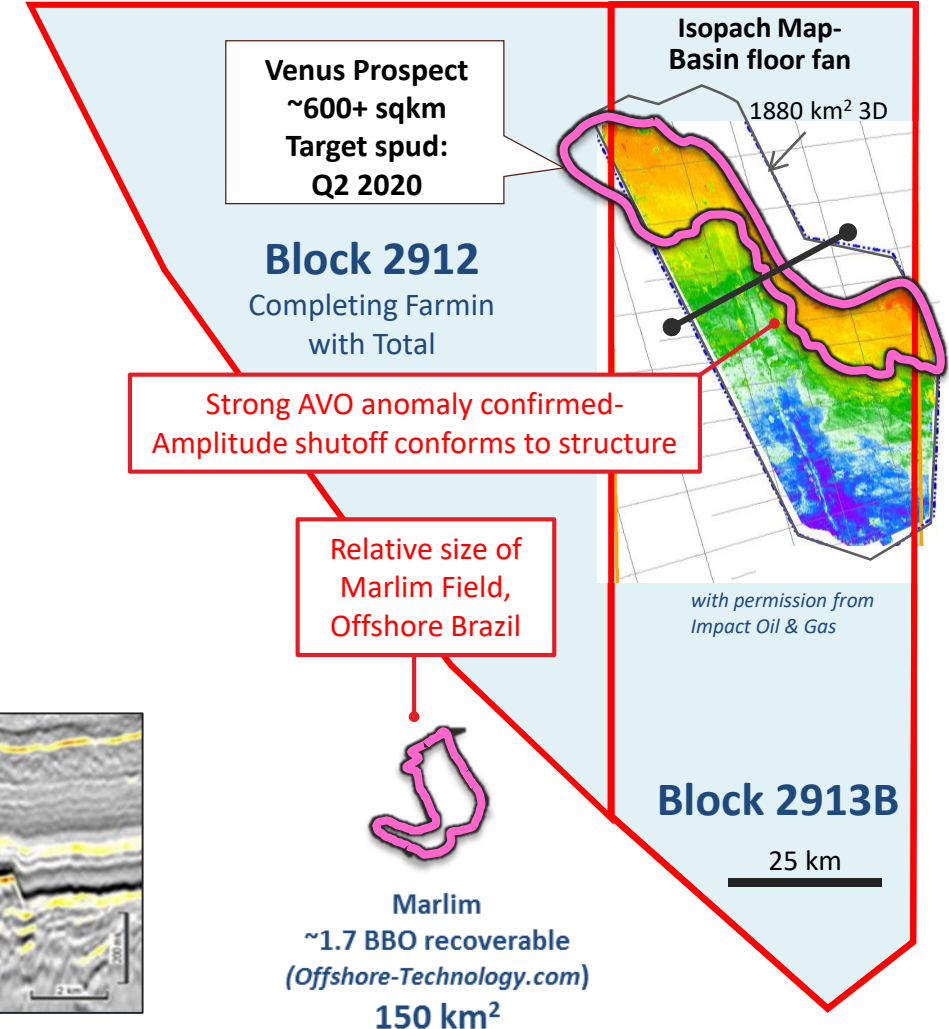 Isopach Map-
Basin floor fan
1880 km² 3D
Venus Prospect
~600+ sqkm
Target spud:
Q2 2020
Block 2912
Completing Farmin
with Total
Strong AVO anomaly confirmed-
Amplitude shutoff conforms to structure
Relative size of
Marlim Field,
Offshore Brazil
with permission from
Impact Oil & Gas
Block 2913B
25 km
Marlim
~1.7 BBO recoverable
(Offshore-Technology.com)
150 km²
2 km